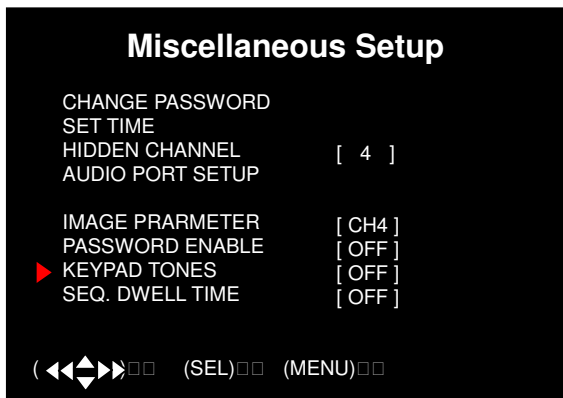 Miscellaneous Setup
CHANGE PASSWORD
SET TIME
HIDDEN CHANNEL [ 4 ]
AUDIO PORT SETUP
IMAGE PRARMETER [ CH4 ]
PASSWORD ENABLE [ OFF ]
KEYPAD TONES [ OFF ]
SEQ. DWELL TIME [ OFF ]
( ◀◀▲▼▶▶)□□ (SEL)□□ (MENU)□□